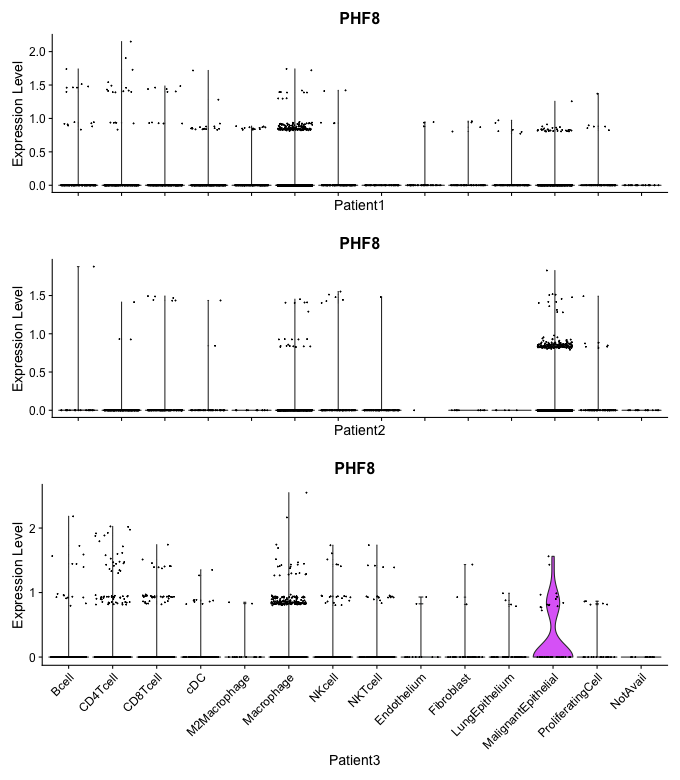 PHF8
Expression Level
2.0
1.5
1.0
0.5
0.0
Patient1
PHF8
Expression Level
1.5
1.0
0.5
0.0
Patient2
PHF8
Expression Level
2
1
0
Bcell
CD4Tcell
CD8Tcell
cDC
M2Macrophage
Macrophage
NKcell
NKTcell
Endothelium
Fibroblast
LungEpithelium
MalignantEpithelial
ProliferatingCell
NotAvail
Patient3